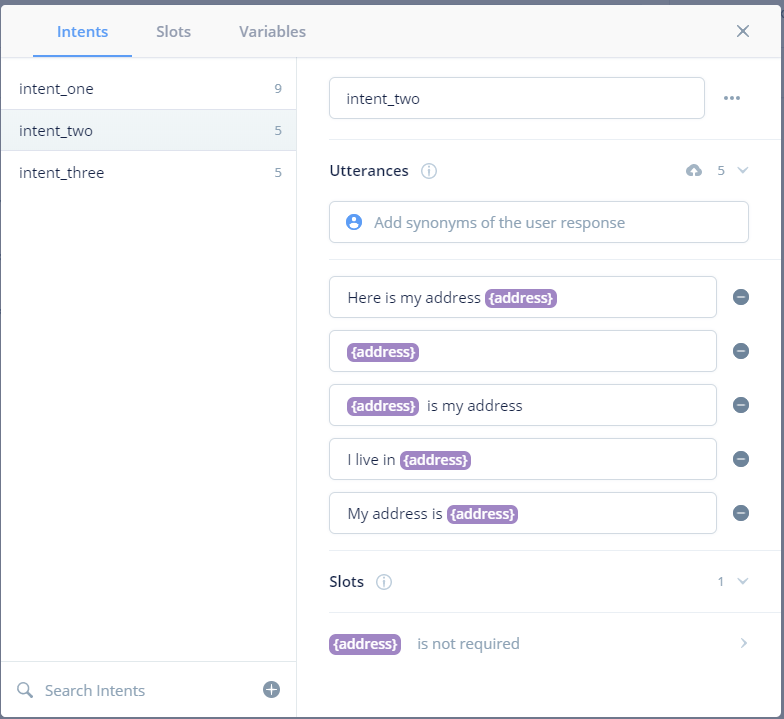 Intents Slots Variables
intent_one 9
intent_two 5
intent_three 5
Search Intents
intent_two
Utterances 5
Add synonyms of the user response
Here is my address {address}
{address}
{address} is my address
I live in {address}
My address is {address}
Slots 1
{address} is not required